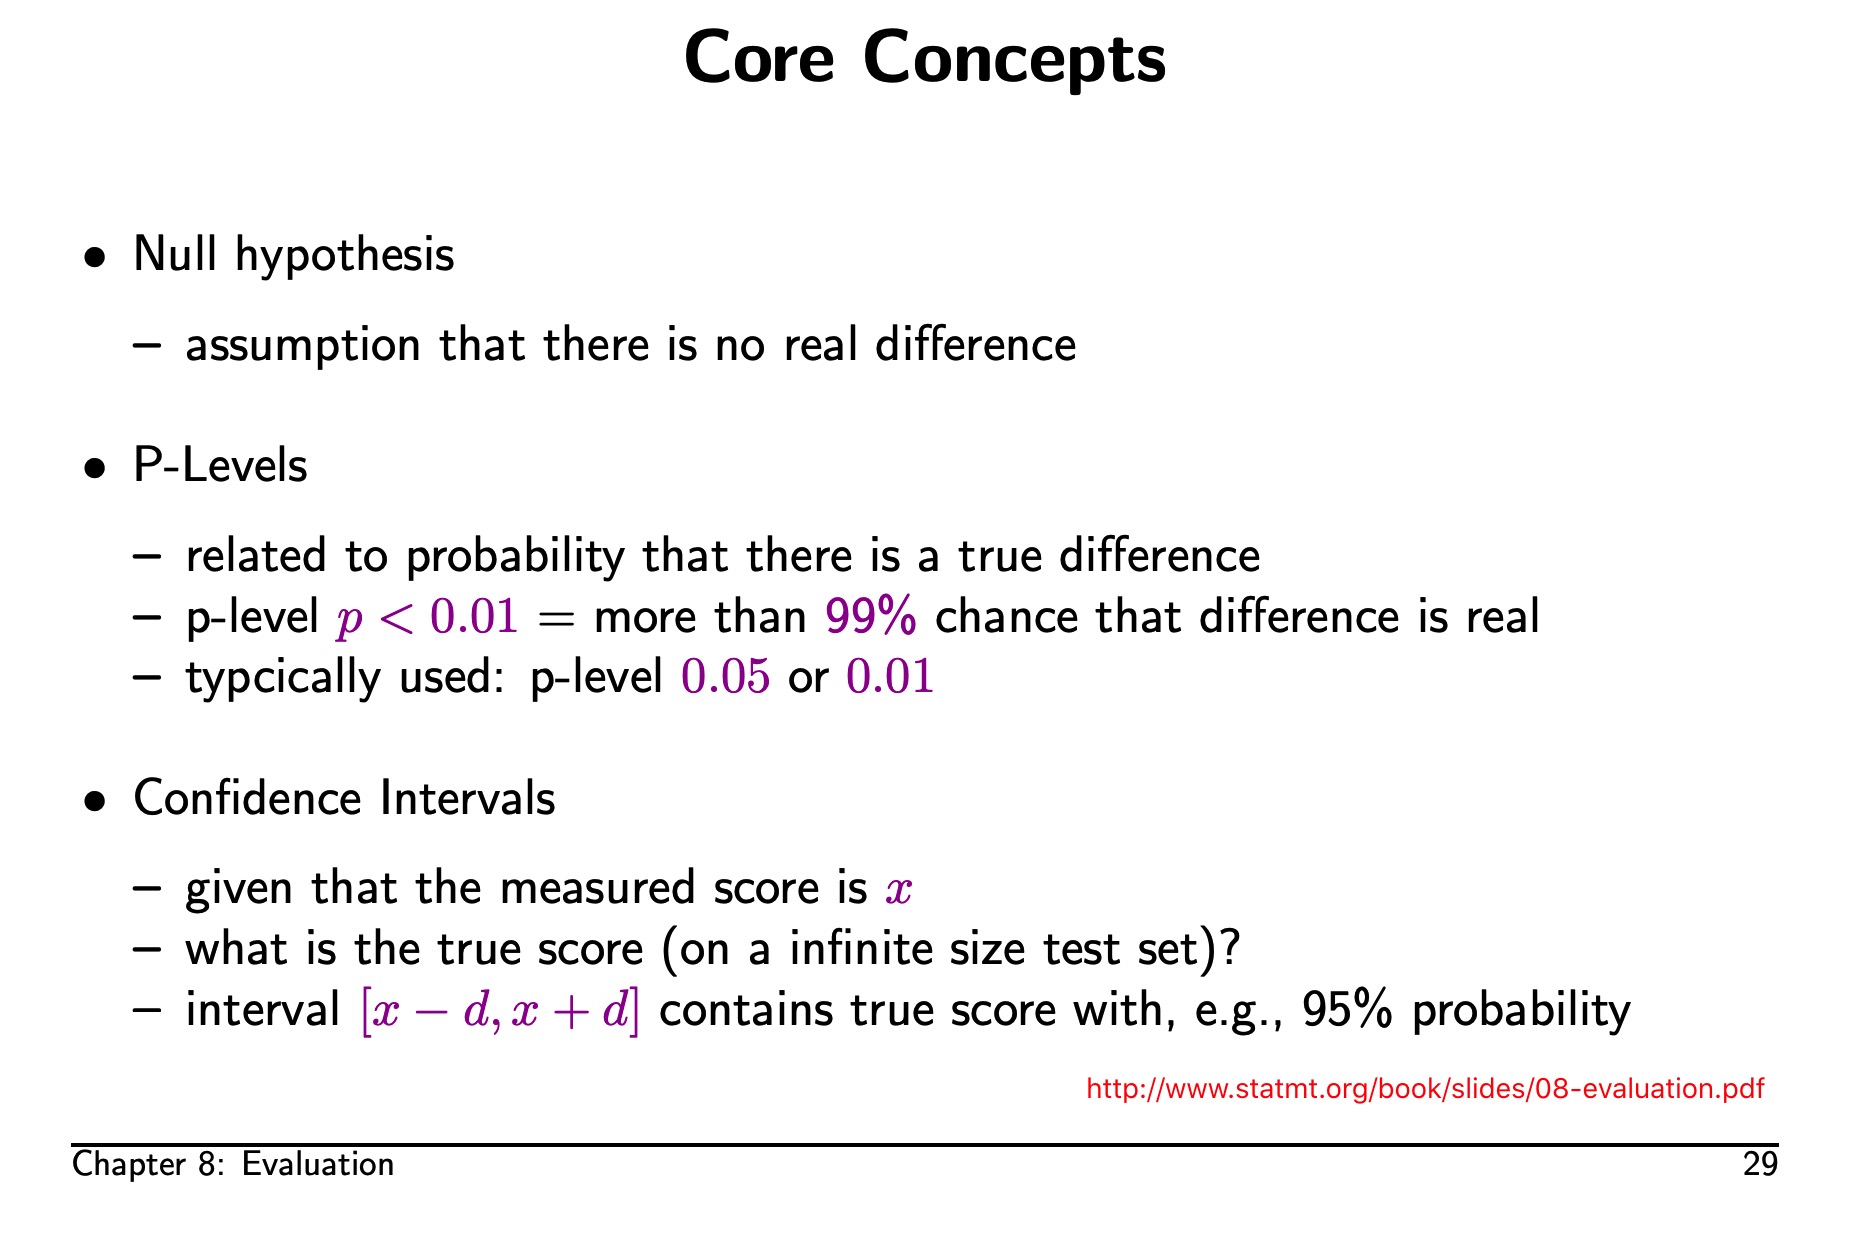 Core Concepts
• Null hypothesis
– assumption that there is no real difference
• P-Levels
– related to probability that there is a true difference
– p-level p < 0.01 = more than 99% chance that difference is real
– typcically used: p-level 0.05 or 0.01
• Confidence Intervals
– given that the measured score is x
– what is the true score (on a infinite size test set)?
– interval [x − d, x + d] contains true score with, e.g., 95% probability
http://www.statmt.org/book/slides/08-evaluation.pdf
Chapter 8: Evaluation 29